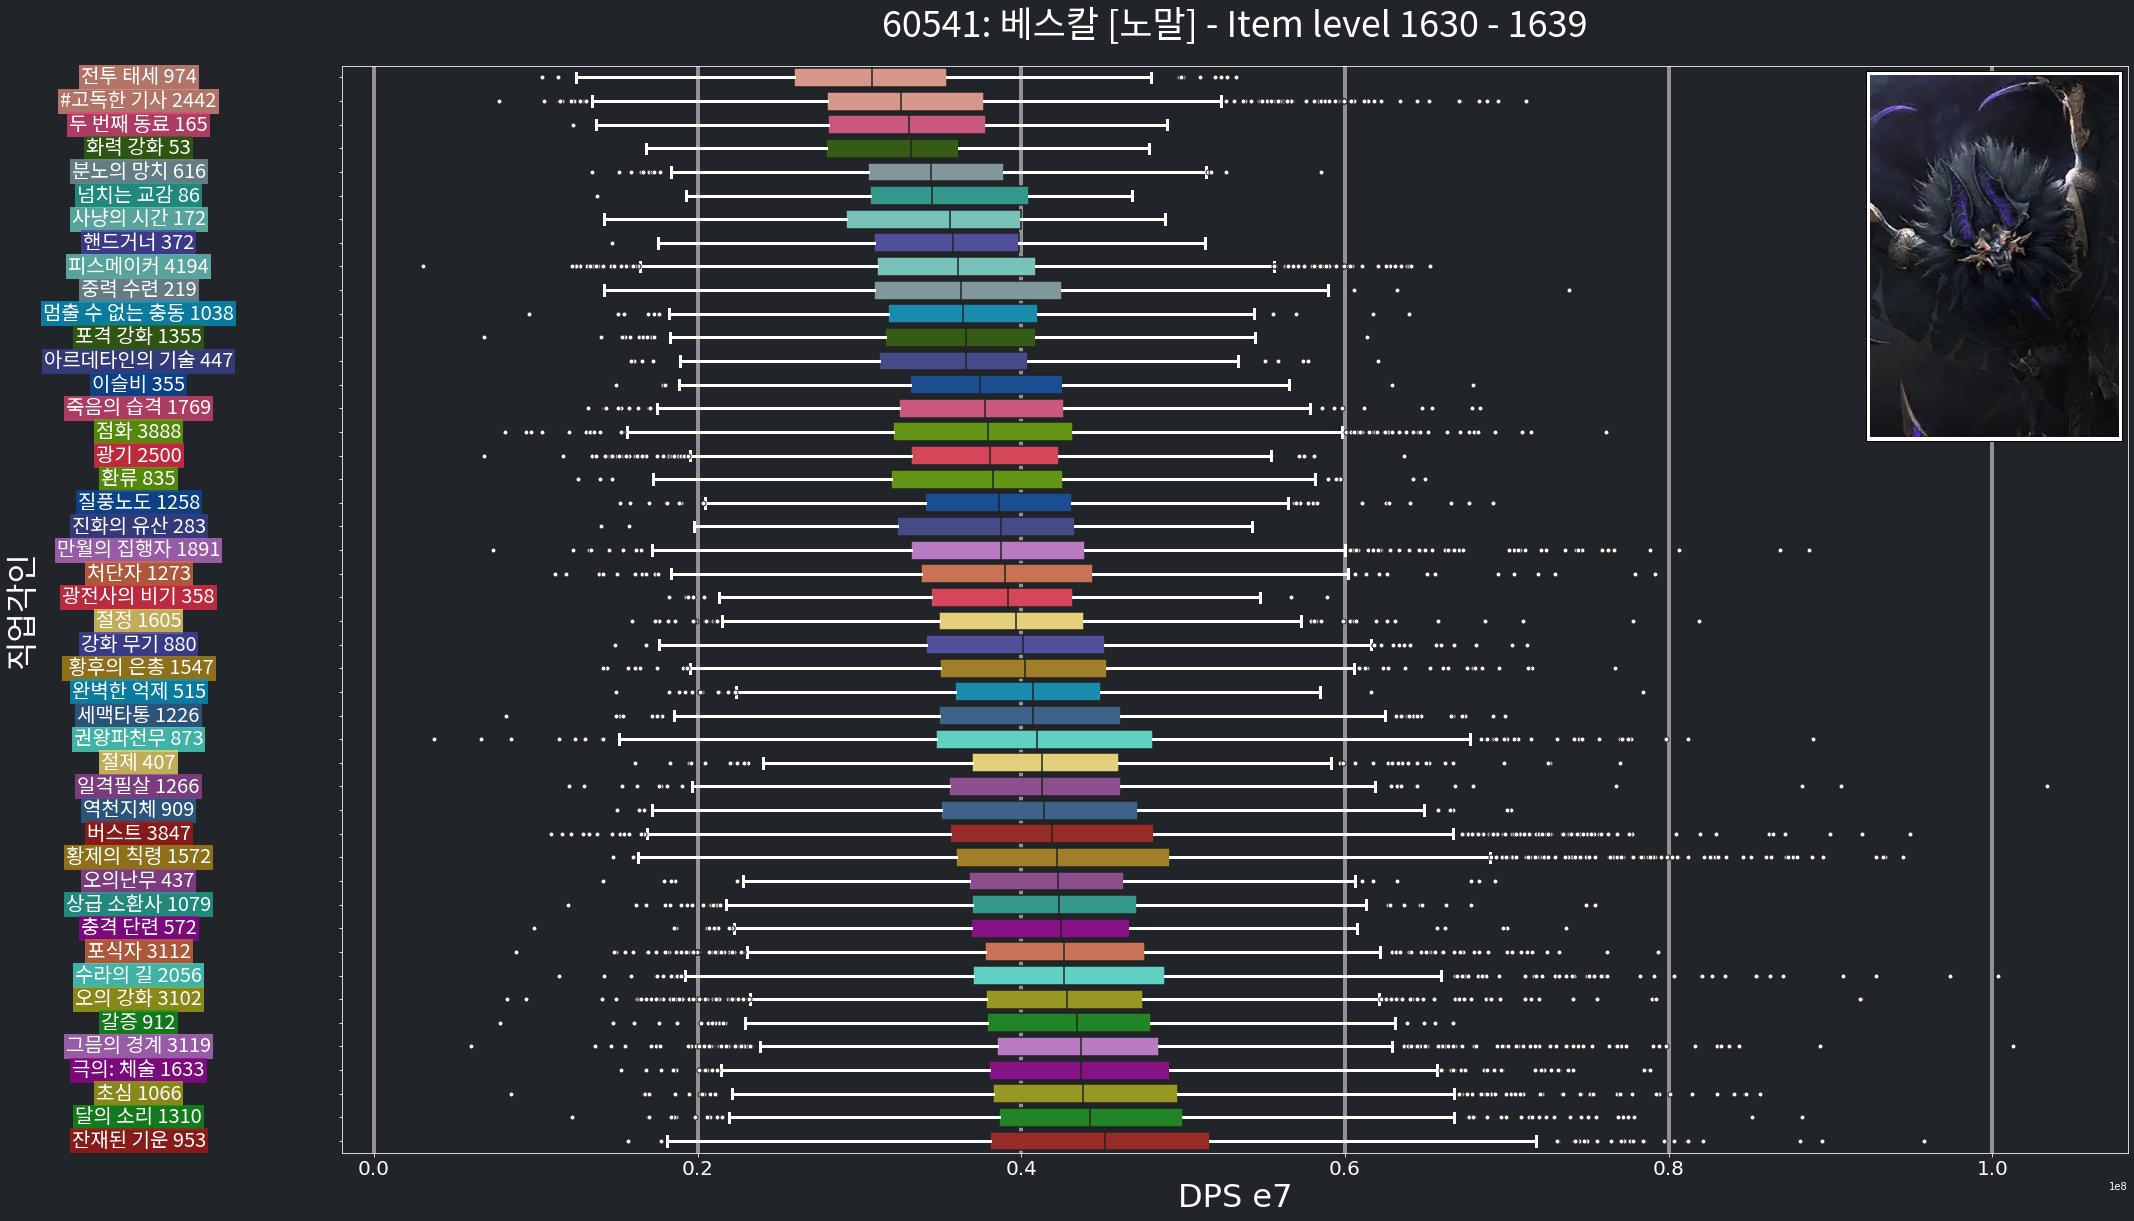 60541: 베스칼 [노말] - Item level 1630 - 1639
전투 태세 974
#고독한 기사 2442
두 번째 동료 165
화력 강화 53
분노의 망치 616
넘치는 교감 86
사냥의 시간 172
핸드거너 372
피스메이커 4194
중력 수련 219
멈출 수 없는 충동 1038
포격 강화 1355
아르데타인의 기술 447
이슬비 355
죽음의 습격 1769
점화 3888
광기 2500
환류 835
질풍노도 1258
진화의 유산 283
만월의 집행자 1891
처단자 1273
광전사의 비기 358
절정 1605
강화 무기 880
황후의 은총 1547
완벽한 억제 515
세맥타통 1226
권왕파천무 873
절제 407
일격필살 1266
역천지체 909
버스트 3847
황제의 칙령 1572
오의난무 437
상급 소환사 1079
충격 단련 572
포식자 3112
수라의 길 2056
오의 강화 3102
갈증 912
그믐의 경계 3119
극의: 체술 1633
초심 1066
달의 소리 1310
잔재된 기운 953
직업각인
0.0 0.2 0.4 0.6 0.8 1.0
1e8
DPS e7